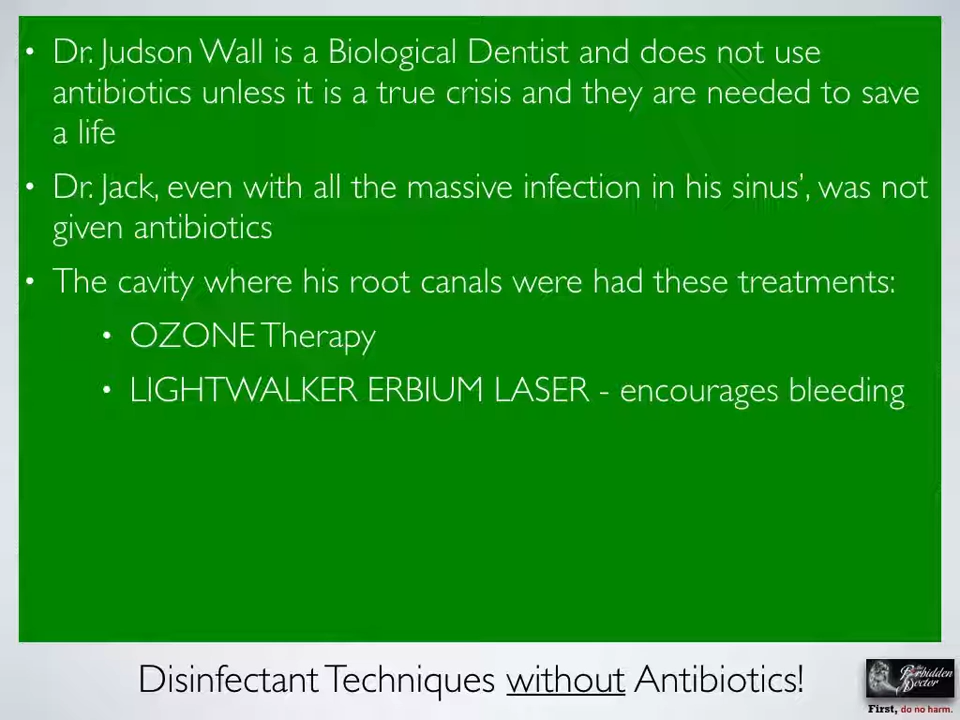 • Dr. Judson Wall is a Biological Dentist and does not use
antibiotics unless it is a true crisis and they are needed to save
a life
• Dr. Jack, even with all the massive infection in his sinus’, was not
given antibiotics
• The cavity where his root canals were had these treatments:
• OZONE Therapy
• LIGHTWALKER ERBIUM LASER - encourages bleeding
Disinfectant Techniques without Antibiotics!
the Forbidden
Doctor
First, do no harm.